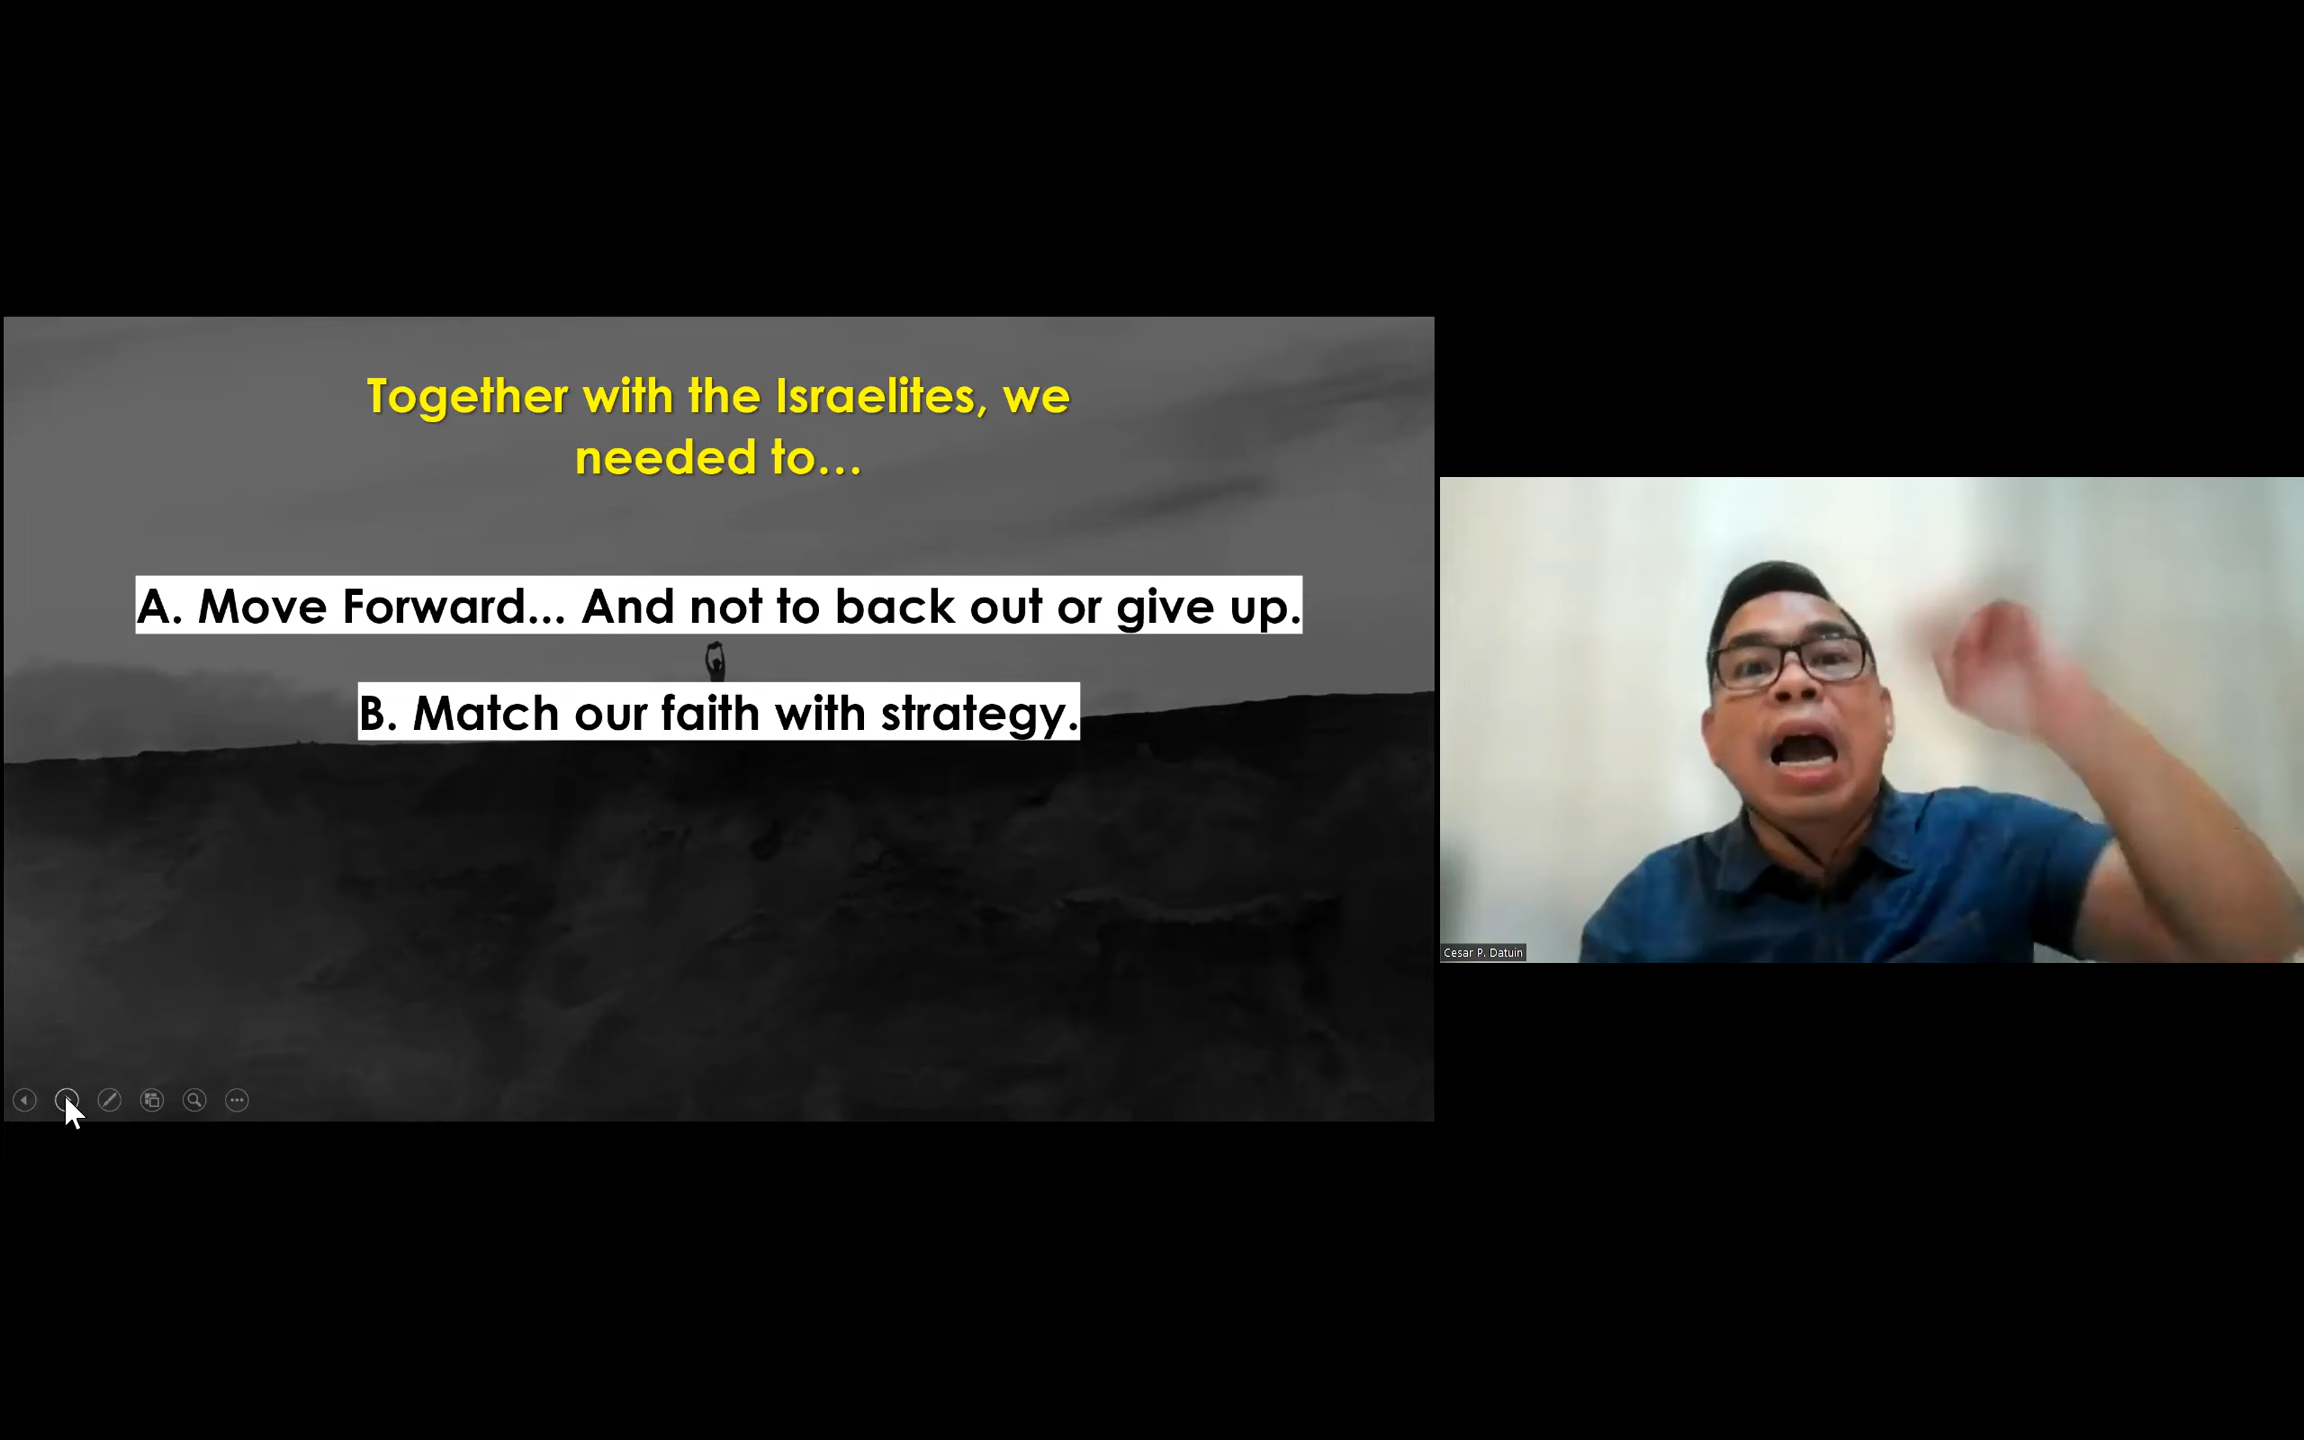 Together with the Israelites, we
needed to...
A. Move Forward... And not to back out or give up.
B. Match our faith with strategy.
Cesar P. Datuin